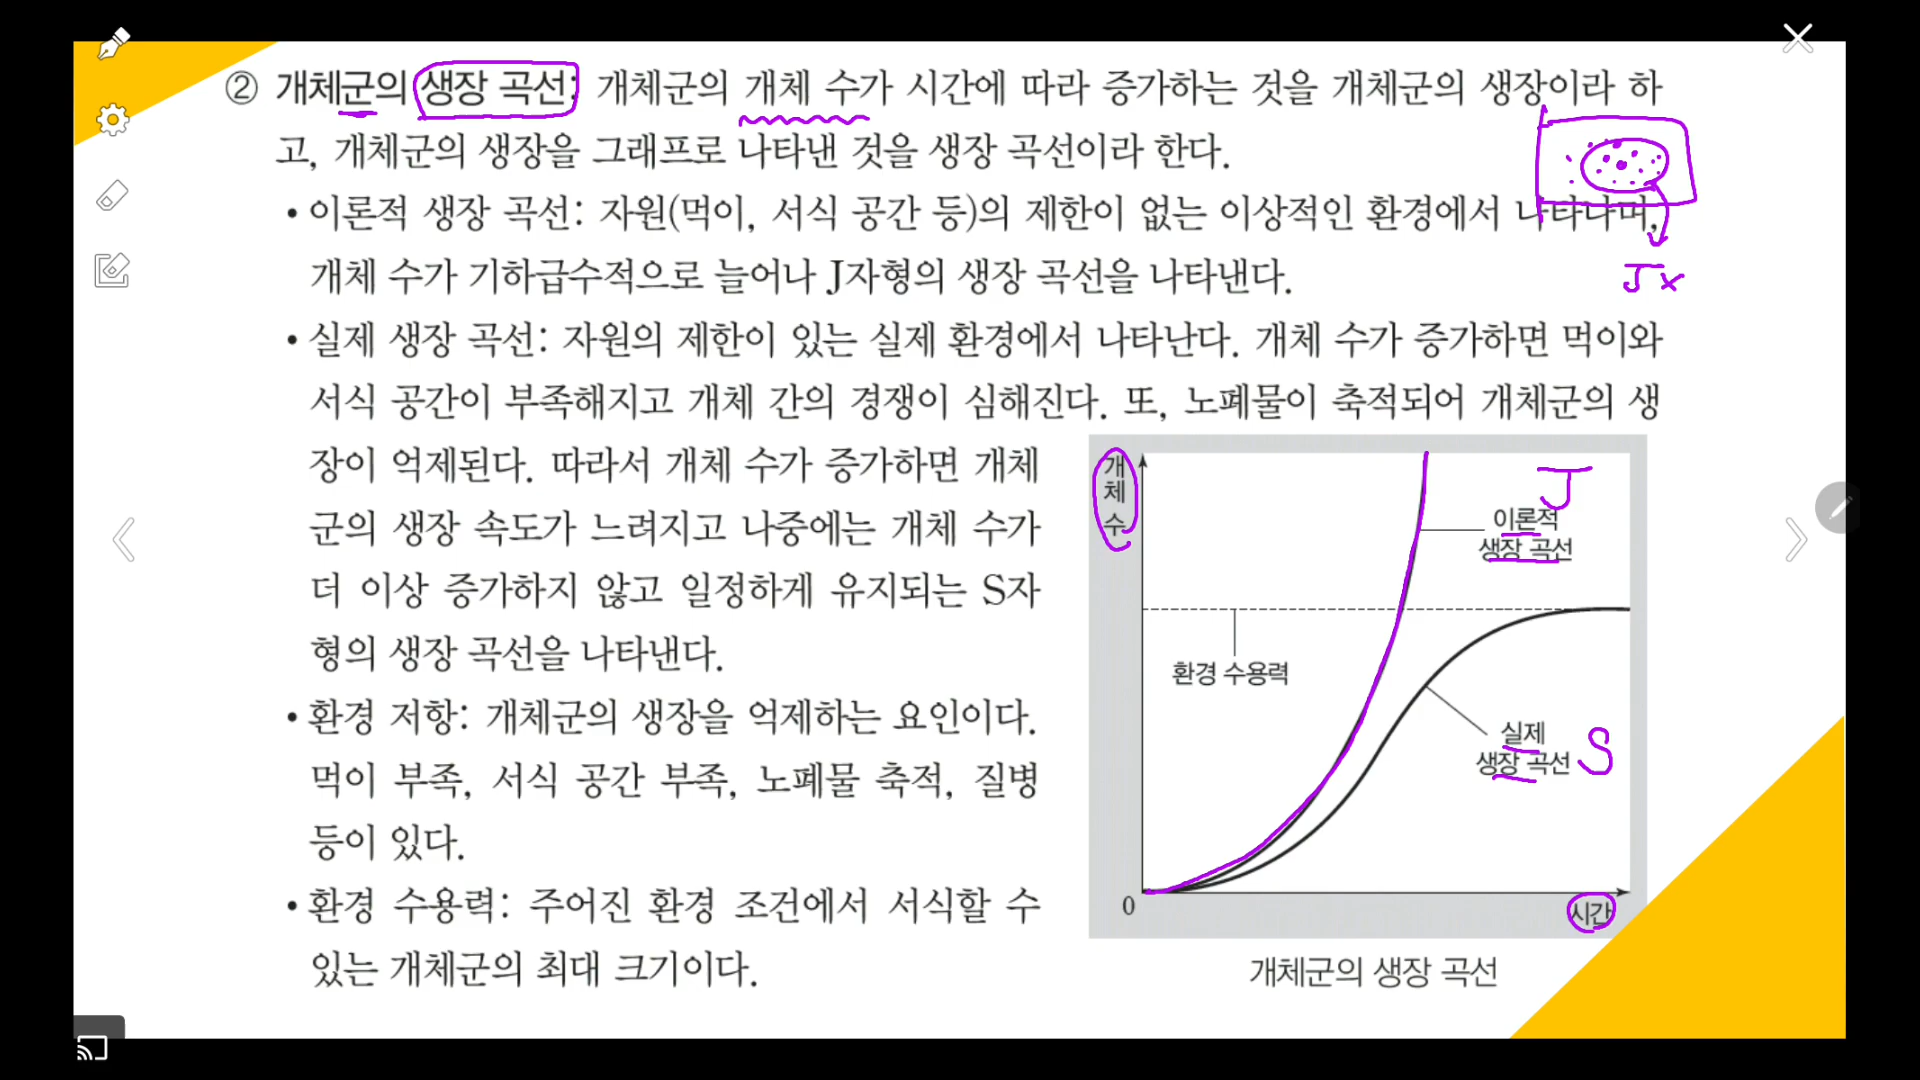 ② 개체군의 생장 곡선: 개체군의 개체 수가 시간에 따라 증가하는 것을 개체군의 생장이라 하
고, 개체군의 생장을 그래프로 나타낸 것을 생장 곡선이라 한다.
• 이론적 생장 곡선: 자원(먹이, 서식 공간 등)의 제한이 없는 이상적인 환경에서 나타나며,
개체 수가 기하급수적으로 늘어나 J자형의 생장 곡선을 나타낸다.
J x
• 실제 생장 곡선: 자원의 제한이 있는 실제 환경에서 나타난다. 개체 수가 증가하면 먹이와
서식 공간이 부족해지고 개체 간의 경쟁이 심해진다. 또, 노폐물이 축적되어 개체군의 생
장이 억제된다. 따라서 개체 수가 증가하면 개체
군의 생장 속도가 느려지고 나중에는 개체 수가
더 이상 증가하지 않고 일정하게 유지되는 S자
형의 생장 곡선을 나타낸다.
• 환경 저항: 개체군의 생장을 억제하는 요인이다.
먹이 부족, 서식 공간 부족, 노폐물 축적, 질병
등이 있다.
• 환경 수용력: 주어진 환경 조건에서 서식할 수
있는 개체군의 최대 크기이다.
개체수
J
이론적
생장 곡선
환경 수용력
실제
생장 곡선 S
0
시간
개체군의 생장 곡선